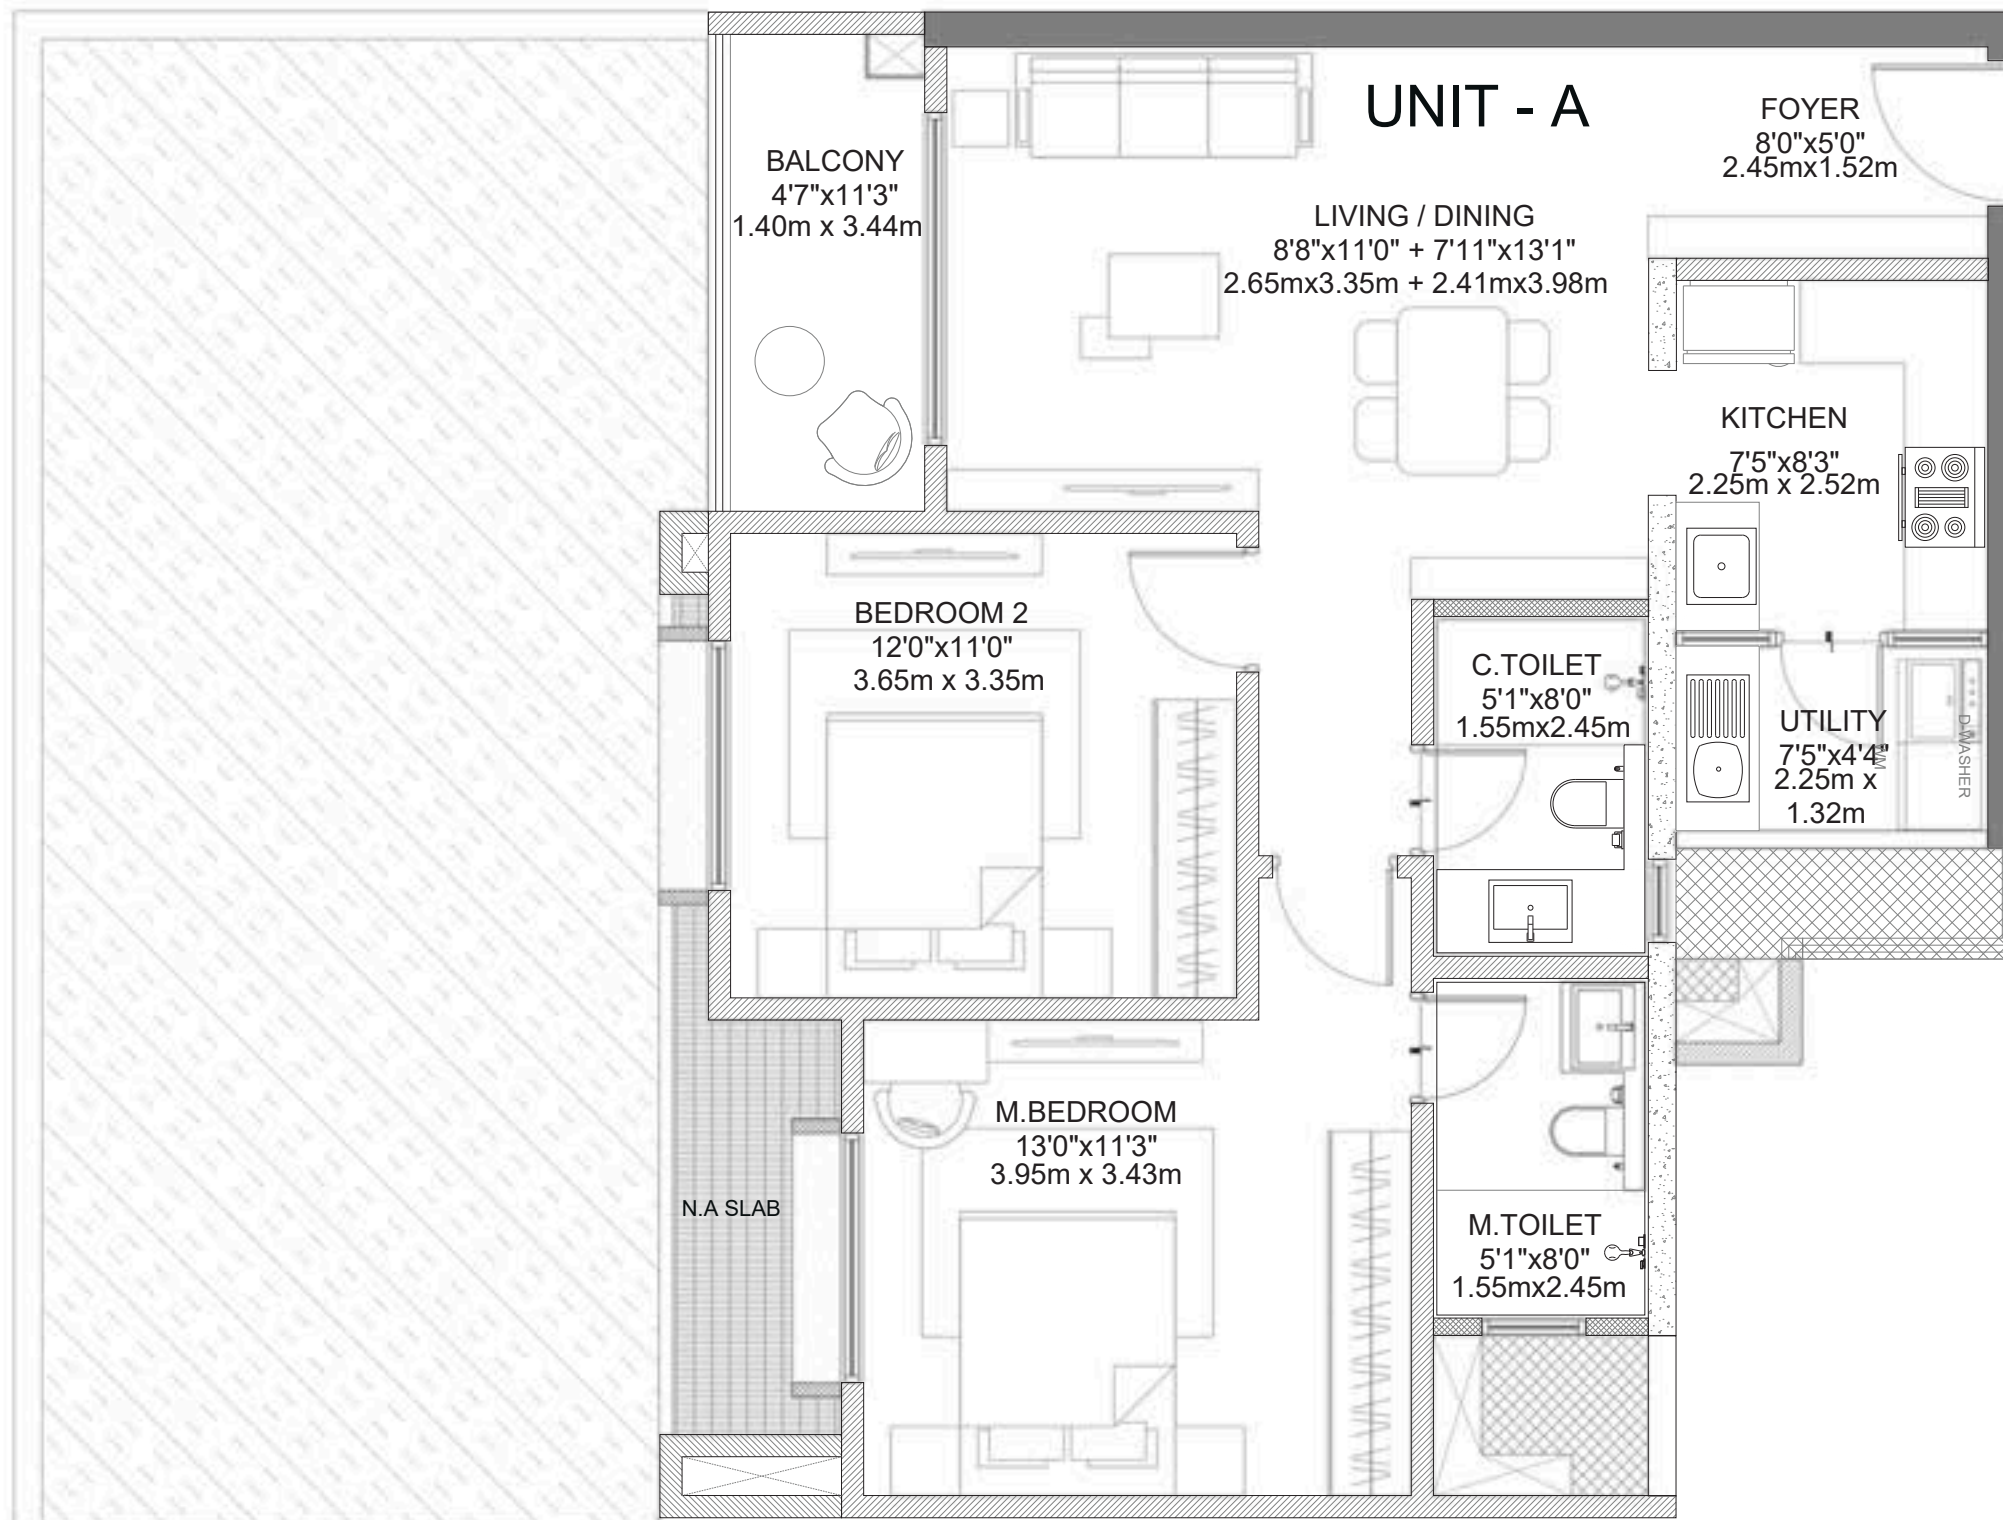 UNIT - A
FOYER
8'0"x5'0"
2.45mx1.52m
BALCONY
4'7"x11'3"
1.40m x 3.44m
LIVING / DINING
8'8"x11'0" + 7'11"x13'1"
2.65mx3.35m + 2.41mx3.98m
KITCHEN
7'5"x8'3"
2.25m x 2.52m
BEDROOM 2
12'0"x11'0"
3.65m x 3.35m
C.TOILET
5'1"x8'0"
1.55mx2.45m
UTILITY
7'5"x4'4"
2.25m x
1.32m
WM
D-WASHER
M.BEDROOM
13'0"x11'3"
3.95m x 3.43m
N.A SLAB
M.TOILET
5'1"x8'0"
1.55mx2.45m